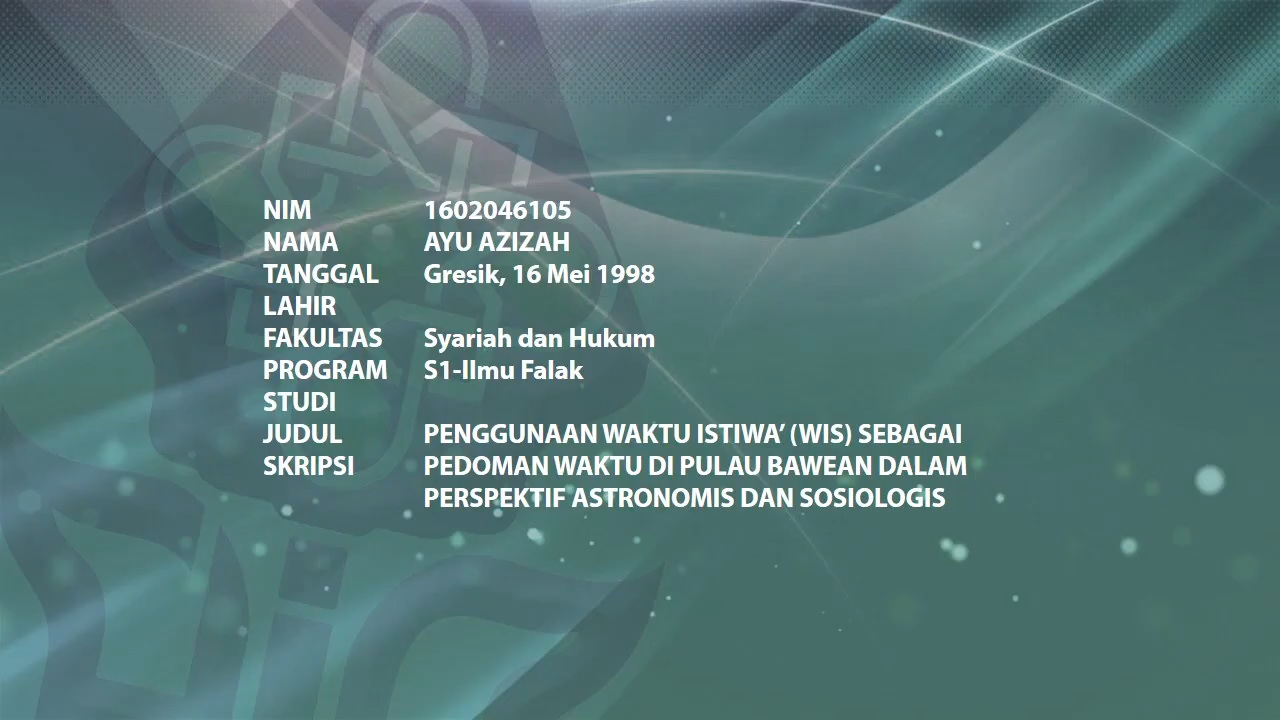 NIM 1602046105
NAMA AYU AZIZAH
TANGGAL Gresik, 16 Mei 1998
LAHIR
FAKULTAS Syariah dan Hukum
PROGRAM S1-Ilmu Falak
STUDI
JUDUL PENGGUNAAN WAKTU ISTIWA’ (WIS) SEBAGAI
SKRIPSI PEDOMAN WAKTU DI PULAU BAWEAN DALAM
PERSPEKTIF ASTRONOMIS DAN SOSIOLOGIS